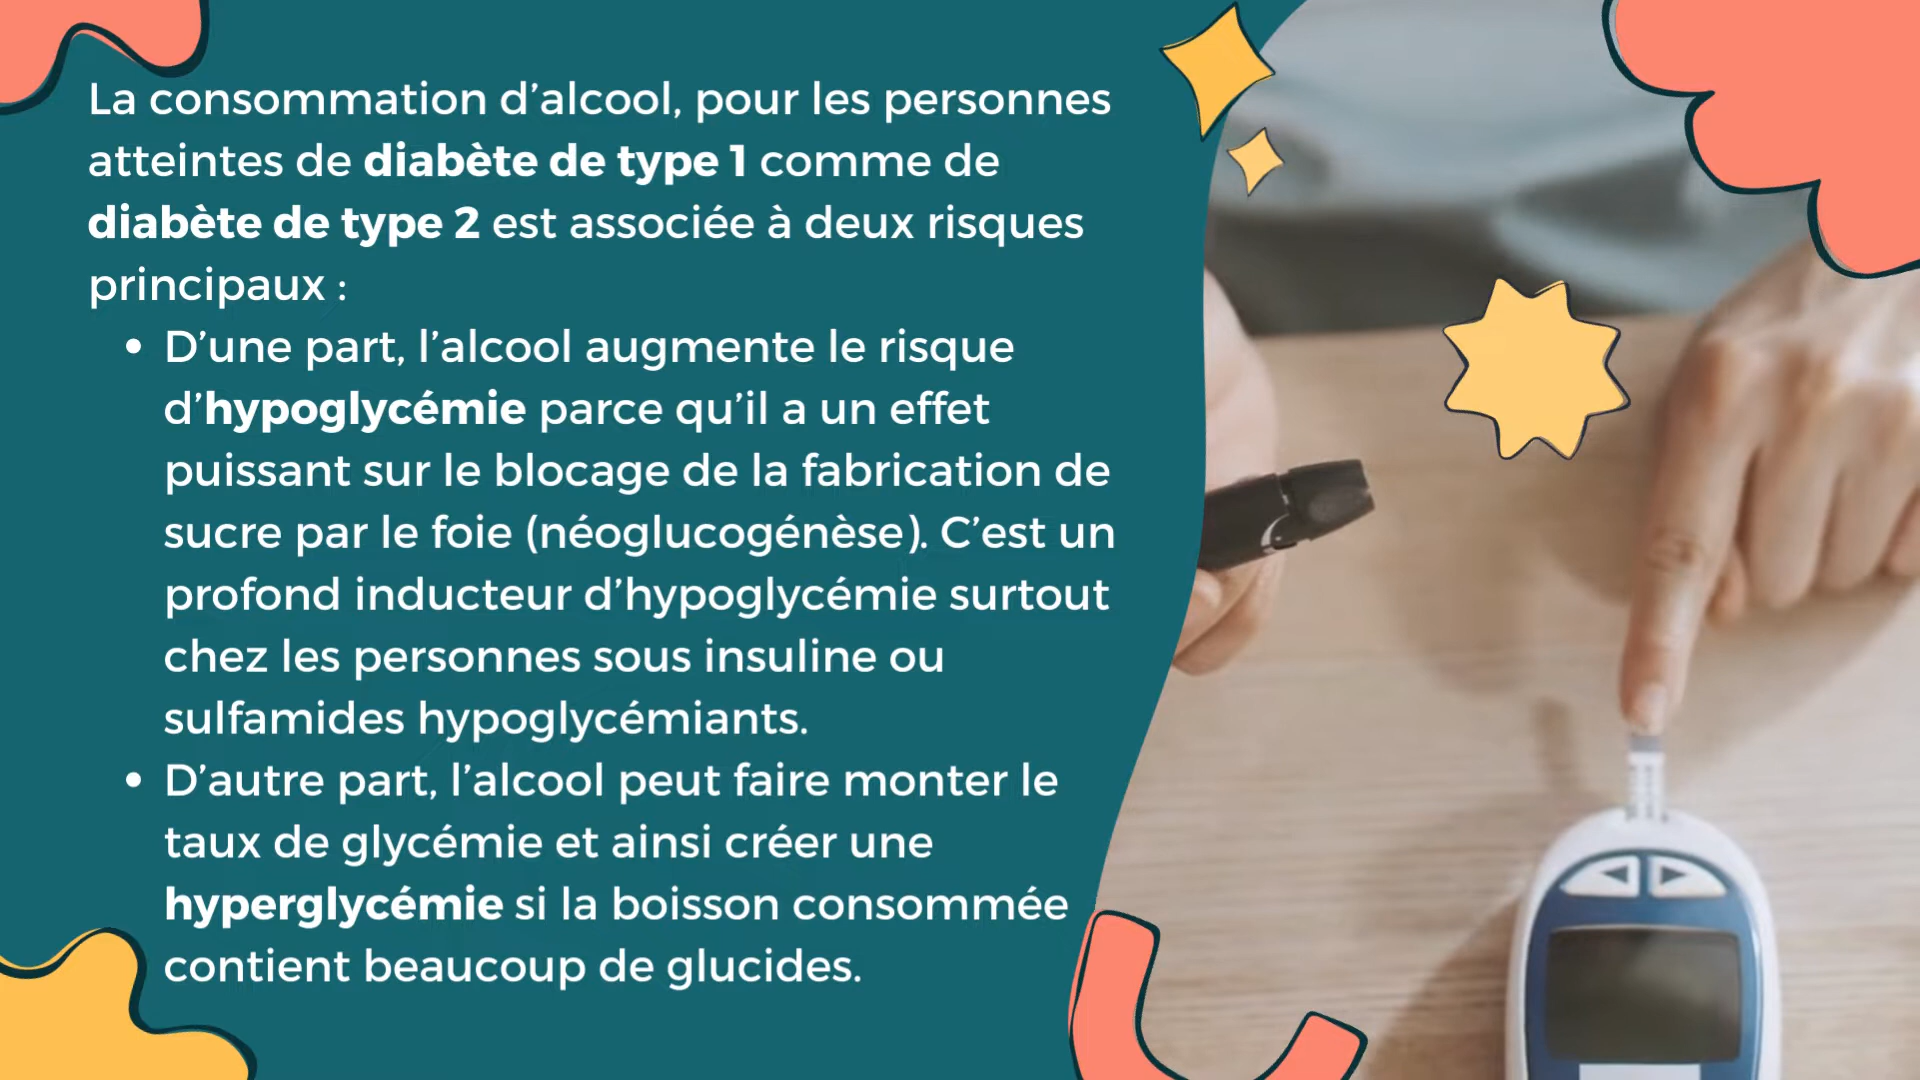 La consommation d’alcool, pour les personnes
atteintes de diabète de type 1 comme de
diabète de type 2 est associée à deux risques
principaux :
• D’une part, l’alcool augmente le risque
d’hypoglycémie parce qu’il a un effet
puissant sur le blocage de la fabrication de
sucre par le foie (néoglucogénèse). C’est un
profond inducteur d’hypoglycémie surtout
chez les personnes sous insuline ou
sulfamides hypoglycémiants.
• D’autre part, l’alcool peut faire monter le
taux de glycémie et ainsi créer une
hyperglycémie si la boisson consommée
contient beaucoup de glucides.